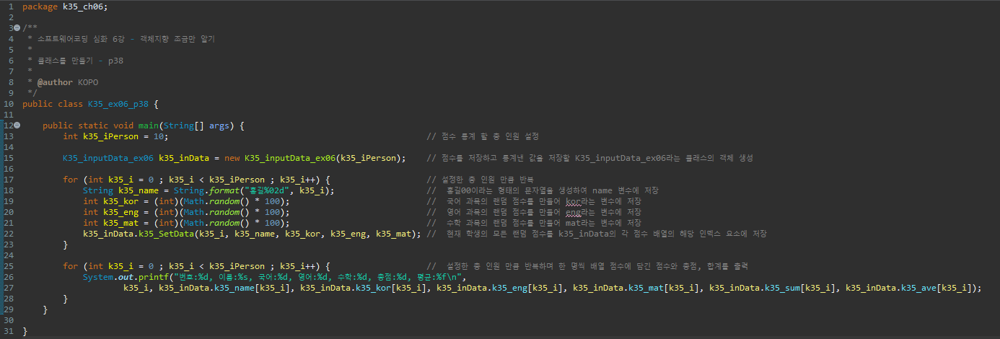 1 package k35_ch06;
2
3 /**
4  * 소프트웨어코딩 심화 6강 - 객체지향 조금만 알기
5  *
6  * 클래스를 만들기 - p38
7  *
8  * @author KOPO
9  */
10 public class K35_ex06_p38 {
11
12     public static void main(String[] args) {
13         int k35_iPerson = 10;                                                   // 점수 통계 할 총 인원 설정
14
15         K35_inputData_ex06 k35_inData = new K35_inputData_ex06(k35_iPerson);    // 점수를 저장하고 통계낸 값을 저장할 K35_inputData_ex06라는 클래스의 객체 생성
16
17         for (int k35_i = 0 ; k35_i < k35_iPerson ; k35_i++) {                   // 설정한 총 인원 만큼 반복
18             String k35_name = String.format("홍길%02d", k35_i);                  //  홍길00이라는 형태의 문자열을 생성하여 name 변수에 저장
19             int k35_kor = (int)(Math.random() * 100);                           //  국어 과목의 랜덤 점수를 만들어 kor라는 변수에 저장
20             int k35_eng = (int)(Math.random() * 100);                           //  영어 과목의 랜덤 점수를 만들어 eng라는 변수에 저장
21             int k35_mat = (int)(Math.random() * 100);                           //  수학 과목의 랜덤 점수를 만들어 mat라는 변수에 저장
22             k35_inData.k35_SetData(k35_i, k35_name, k35_kor, k35_eng, k35_mat); //  현재 학생의 모든 랜덤 점수를 k35_inData의 각 점수 배열의 해당 인덱스 요소에 저장
23         }
24
25         for (int k35_i = 0 ; k35_i < k35_iPerson ; k35_i++) {                   //  설정한 총 인원 만큼 반복하며 한 명씩 배열 점수에 담긴 점수와 총점, 합계를 출력
26             System.out.printf("번호:%d, 이름:%s, 국어:%d, 영어:%d, 수학:%d, 총점:%d, 평균:%f\n",
27                     k35_i, k35_inData.k35_name[k35_i], k35_inData.k35_kor[k35_i], k35_inData.k35_eng[k35_i], k35_inData.k35_mat[k35_i], k35_inData.k35_sum[k35_i], k35_inData.k35_ave[k35_i]);
28         }
29     }
30
31 }